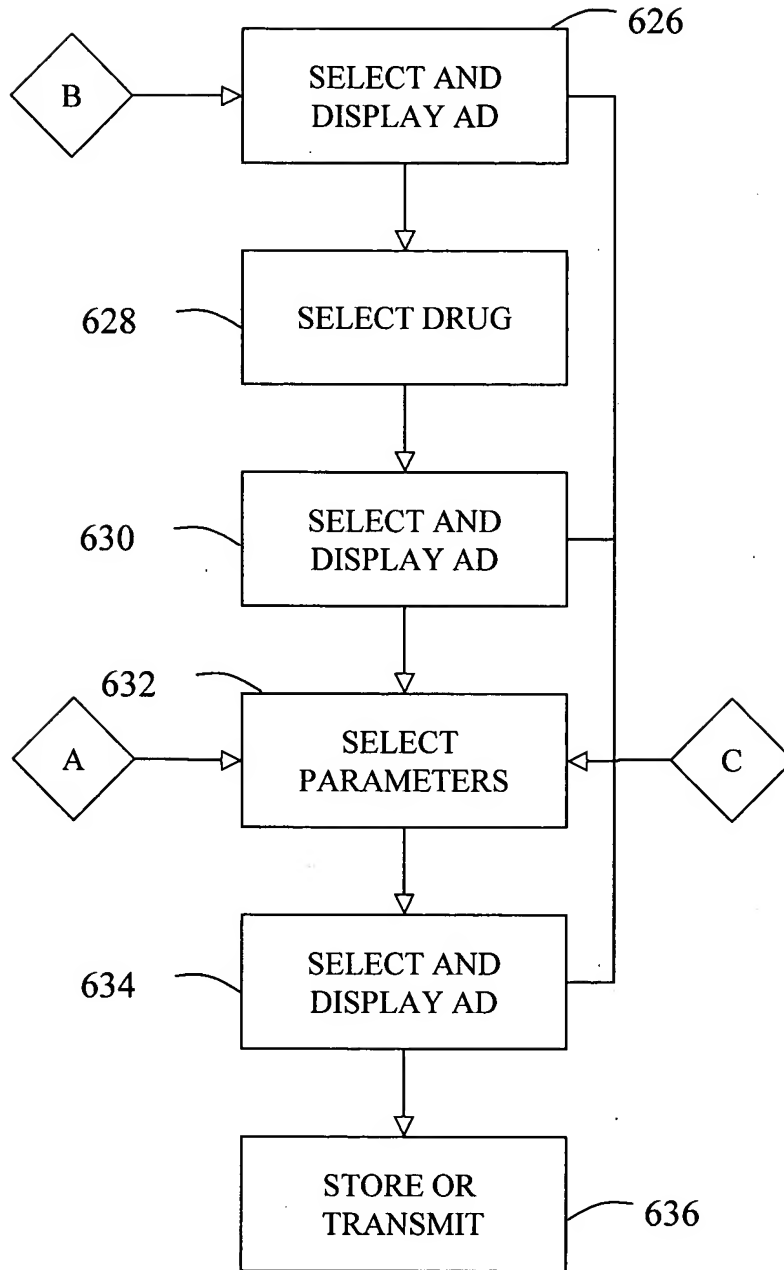 626
B
SELECT AND
DISPLAY AD
628
SELECT DRUG
630
SELECT AND
DISPLAY AD
632
A
SELECT
PARAMETERS
C
634
SELECT AND
DISPLAY AD
STORE OR
TRANSMIT
636